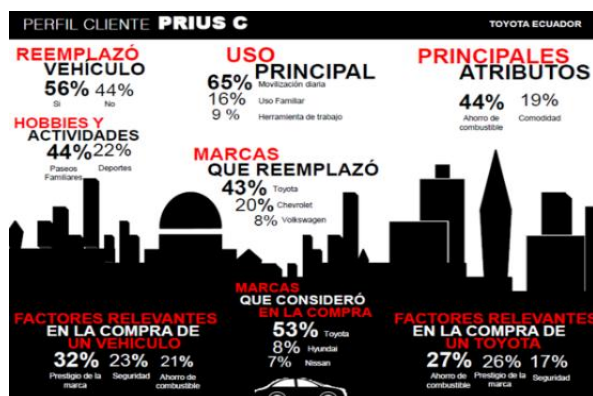 PERFIL CLIENTE PRIUS C
TOYOTA ECUADOR
REEMPLAZÓ
VEHÍCULO
56% 44%
Si No
HOBBIES Y
ACTIVIDADES
44% 22%
Paseos Deportes
Familiares
USO
PRINCIPAL
65% Movilización diaria
16% Uso Familiar
9 % Herramienta de trabajo
PRINCIPALES
ATRIBUTOS
44% 19%
Ahorro de Comodidad
combustible
MARCAS
QUE REEMPLAZÓ
43% Toyota
20% Chevrolet
8% Volkswagen
FACTORES RELEVANTES
EN LA COMPRA DE
UN VEHICULO
32% 23% 21%
Prestigio de la Seguridad Ahorro de
marca combustible
MARCAS
QUE CONSIDERÓ
EN LA COMPRA
53% Toyota
8% Hyundai
7% Nissan
FACTORES RELEVANTES
EN LA COMPRA DE
UN TOYOTA
27% 26% 17%
Ahorro de Prestigio de la Seguridad
combustible marca